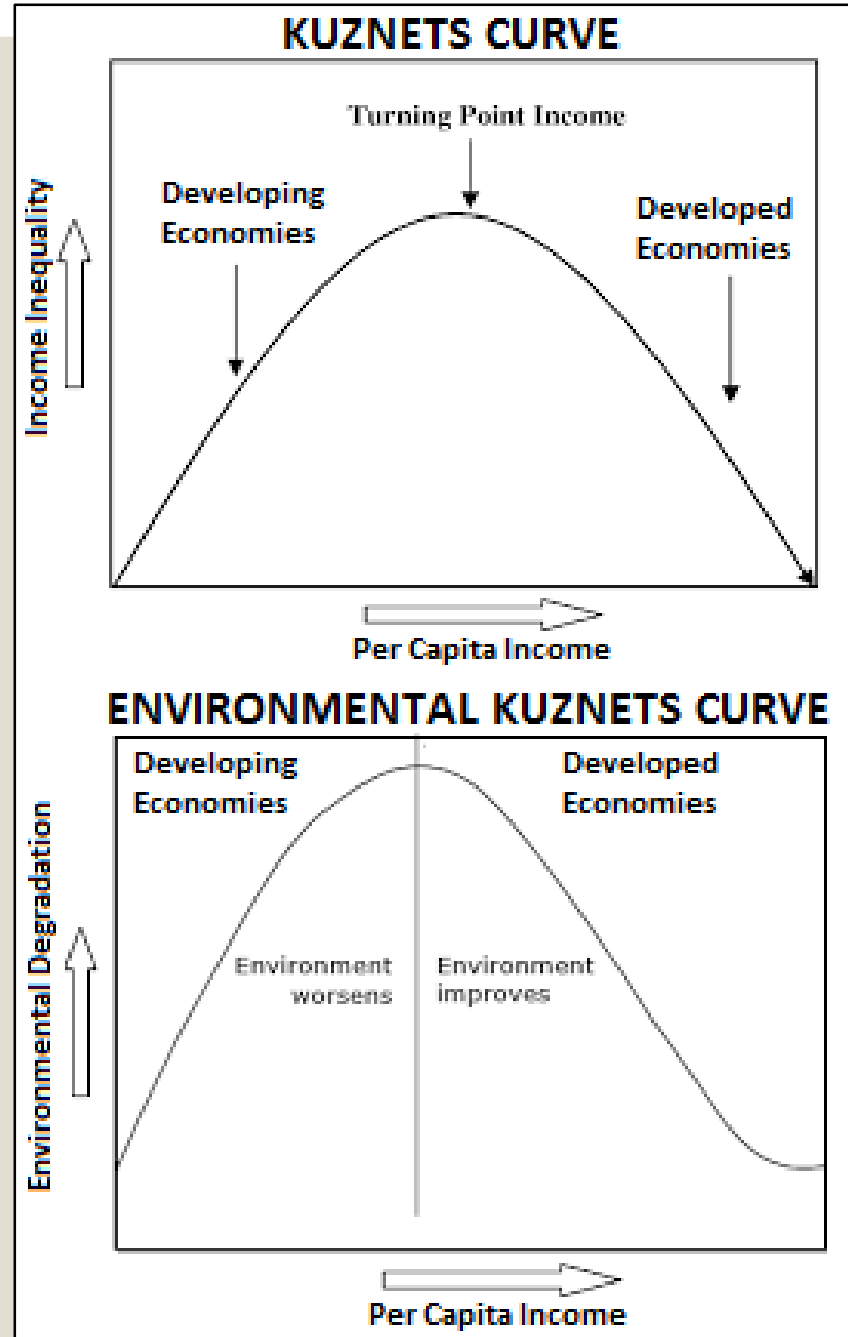 KUZNETS CURVE
Turning Point Income
Developing
Economies
Developed
Economies
Income Inequality
Per Capita Income
ENVIRONMENTAL KUZNETS CURVE
Developing
Economies
Developed
Economies
Environment
worsens
Environment
improves
Environmental Degradation
Per Capita Income